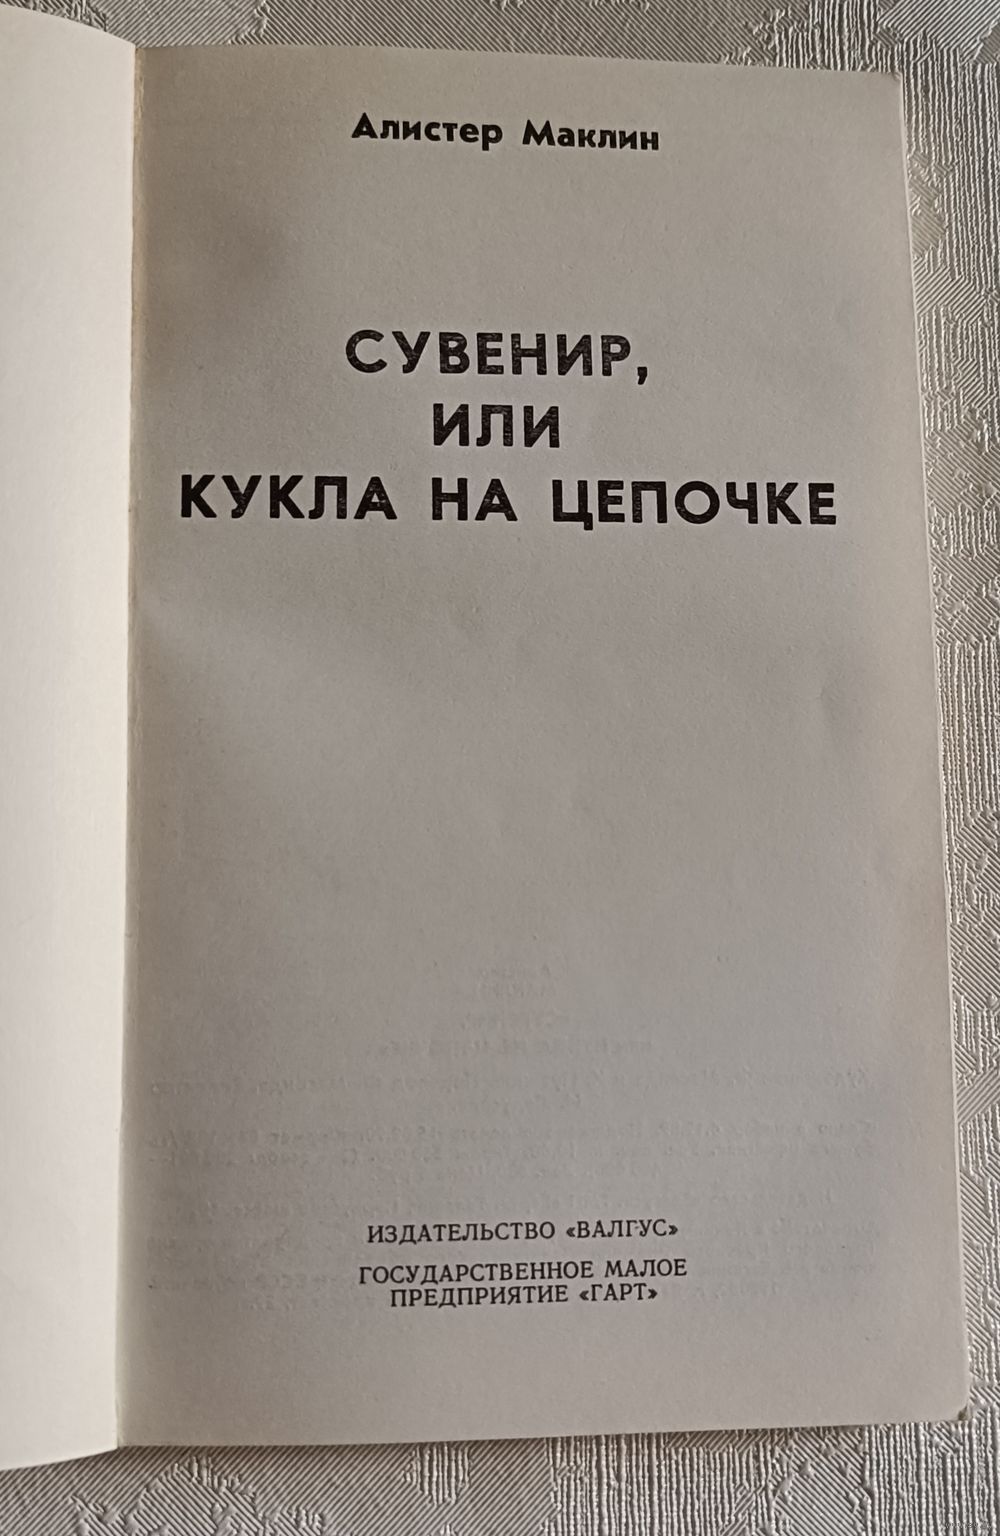 Алистер Маклин
СУВЕНИР,
ИЛИ
КУКЛА НА ЦЕПОЧКЕ
ИЗДАТЕЛЬСТВО «ВАЛГУС»
ГОСУДАРСТВЕННОЕ МАЛОЕ
ПРЕДПРИЯТИЕ «ГАРТ»